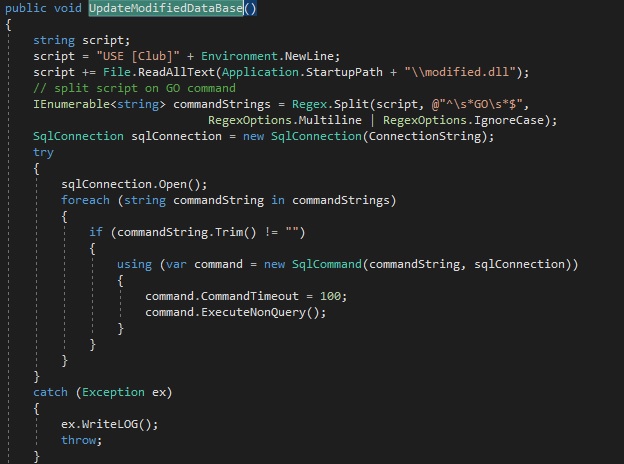 public void UpdateModifiedDataBase()
{
string script;
script = "USE [Club]" + Environment.NewLine;
script += File.ReadAllText(Application.StartupPath + "\\modified.dll");
// split script on GO command
IEnumerable<string> commandStrings = Regex.Split(script, @"^\s*GO\s*$",
RegexOptions.Multiline | RegexOptions.IgnoreCase);
SqlConnection sqlConnection = new SqlConnection(ConnectionString);
try
{
sqlConnection.Open();
foreach (string commandString in commandStrings)
{
if (commandString.Trim() != "")
{
using (var command = new SqlCommand(commandString, sqlConnection))
{
command.CommandTimeout = 100;
command.ExecuteNonQuery();
}
}
}
}
catch (Exception ex)
{
ex.WriteLOG();
throw;
}